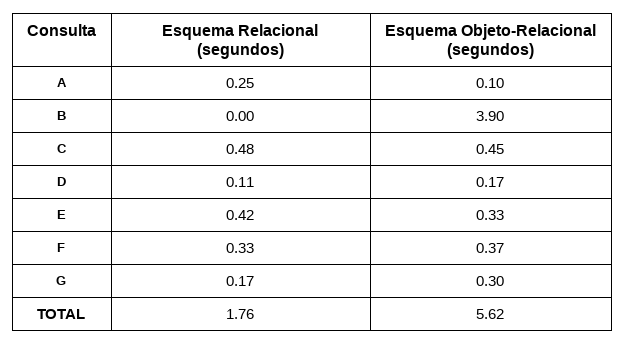 Consulta Esquema Relacional Esquema Objeto-Relacional
(segundos) (segundos)
A 0.25 0.10
B 0.00 3.90
C 0.48 0.45
D 0.11 0.17
E 0.42 0.33
F 0.33 0.37
G 0.17 0.30
TOTAL 1.76 5.62